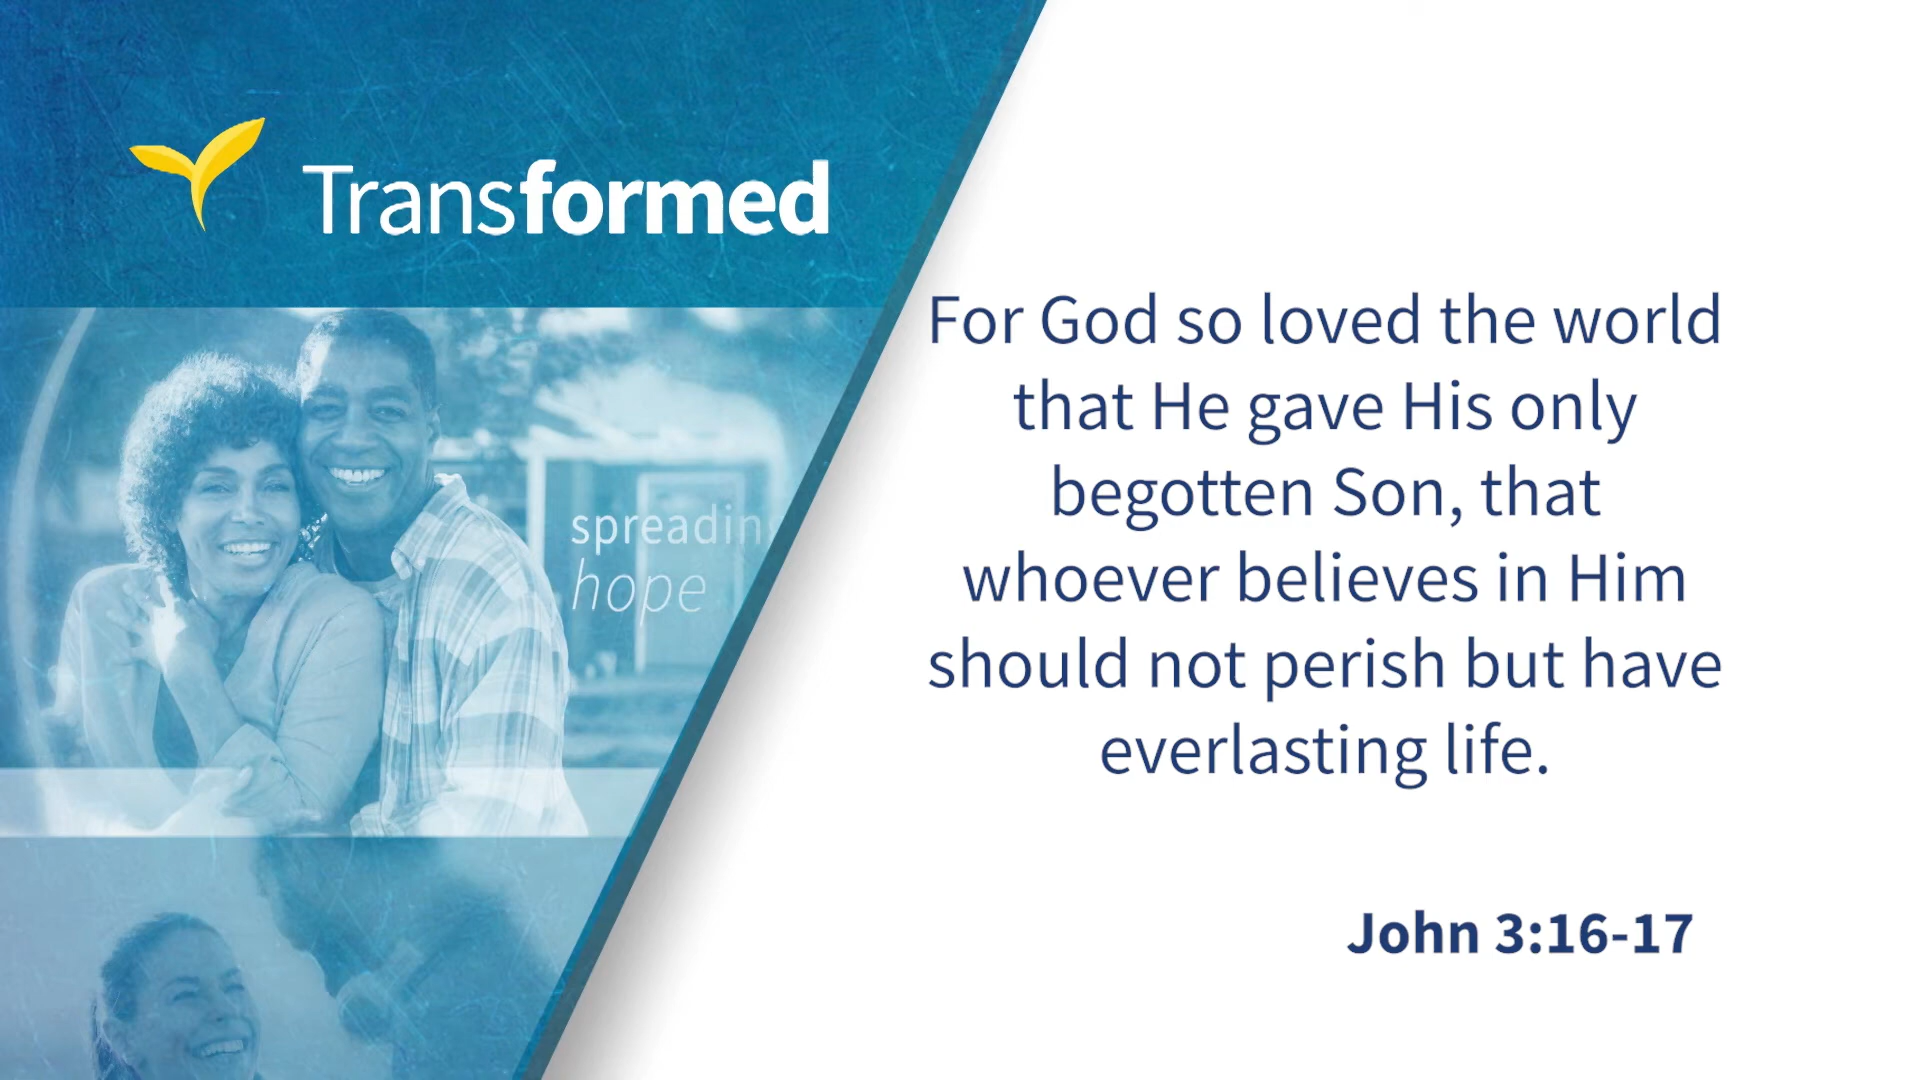 Transformed
spreadin
hope
For God so loved the world
that He gave His only
begotten Son, that
whoever believes in Him
should not perish but have
everlasting life.
John 3:16-17